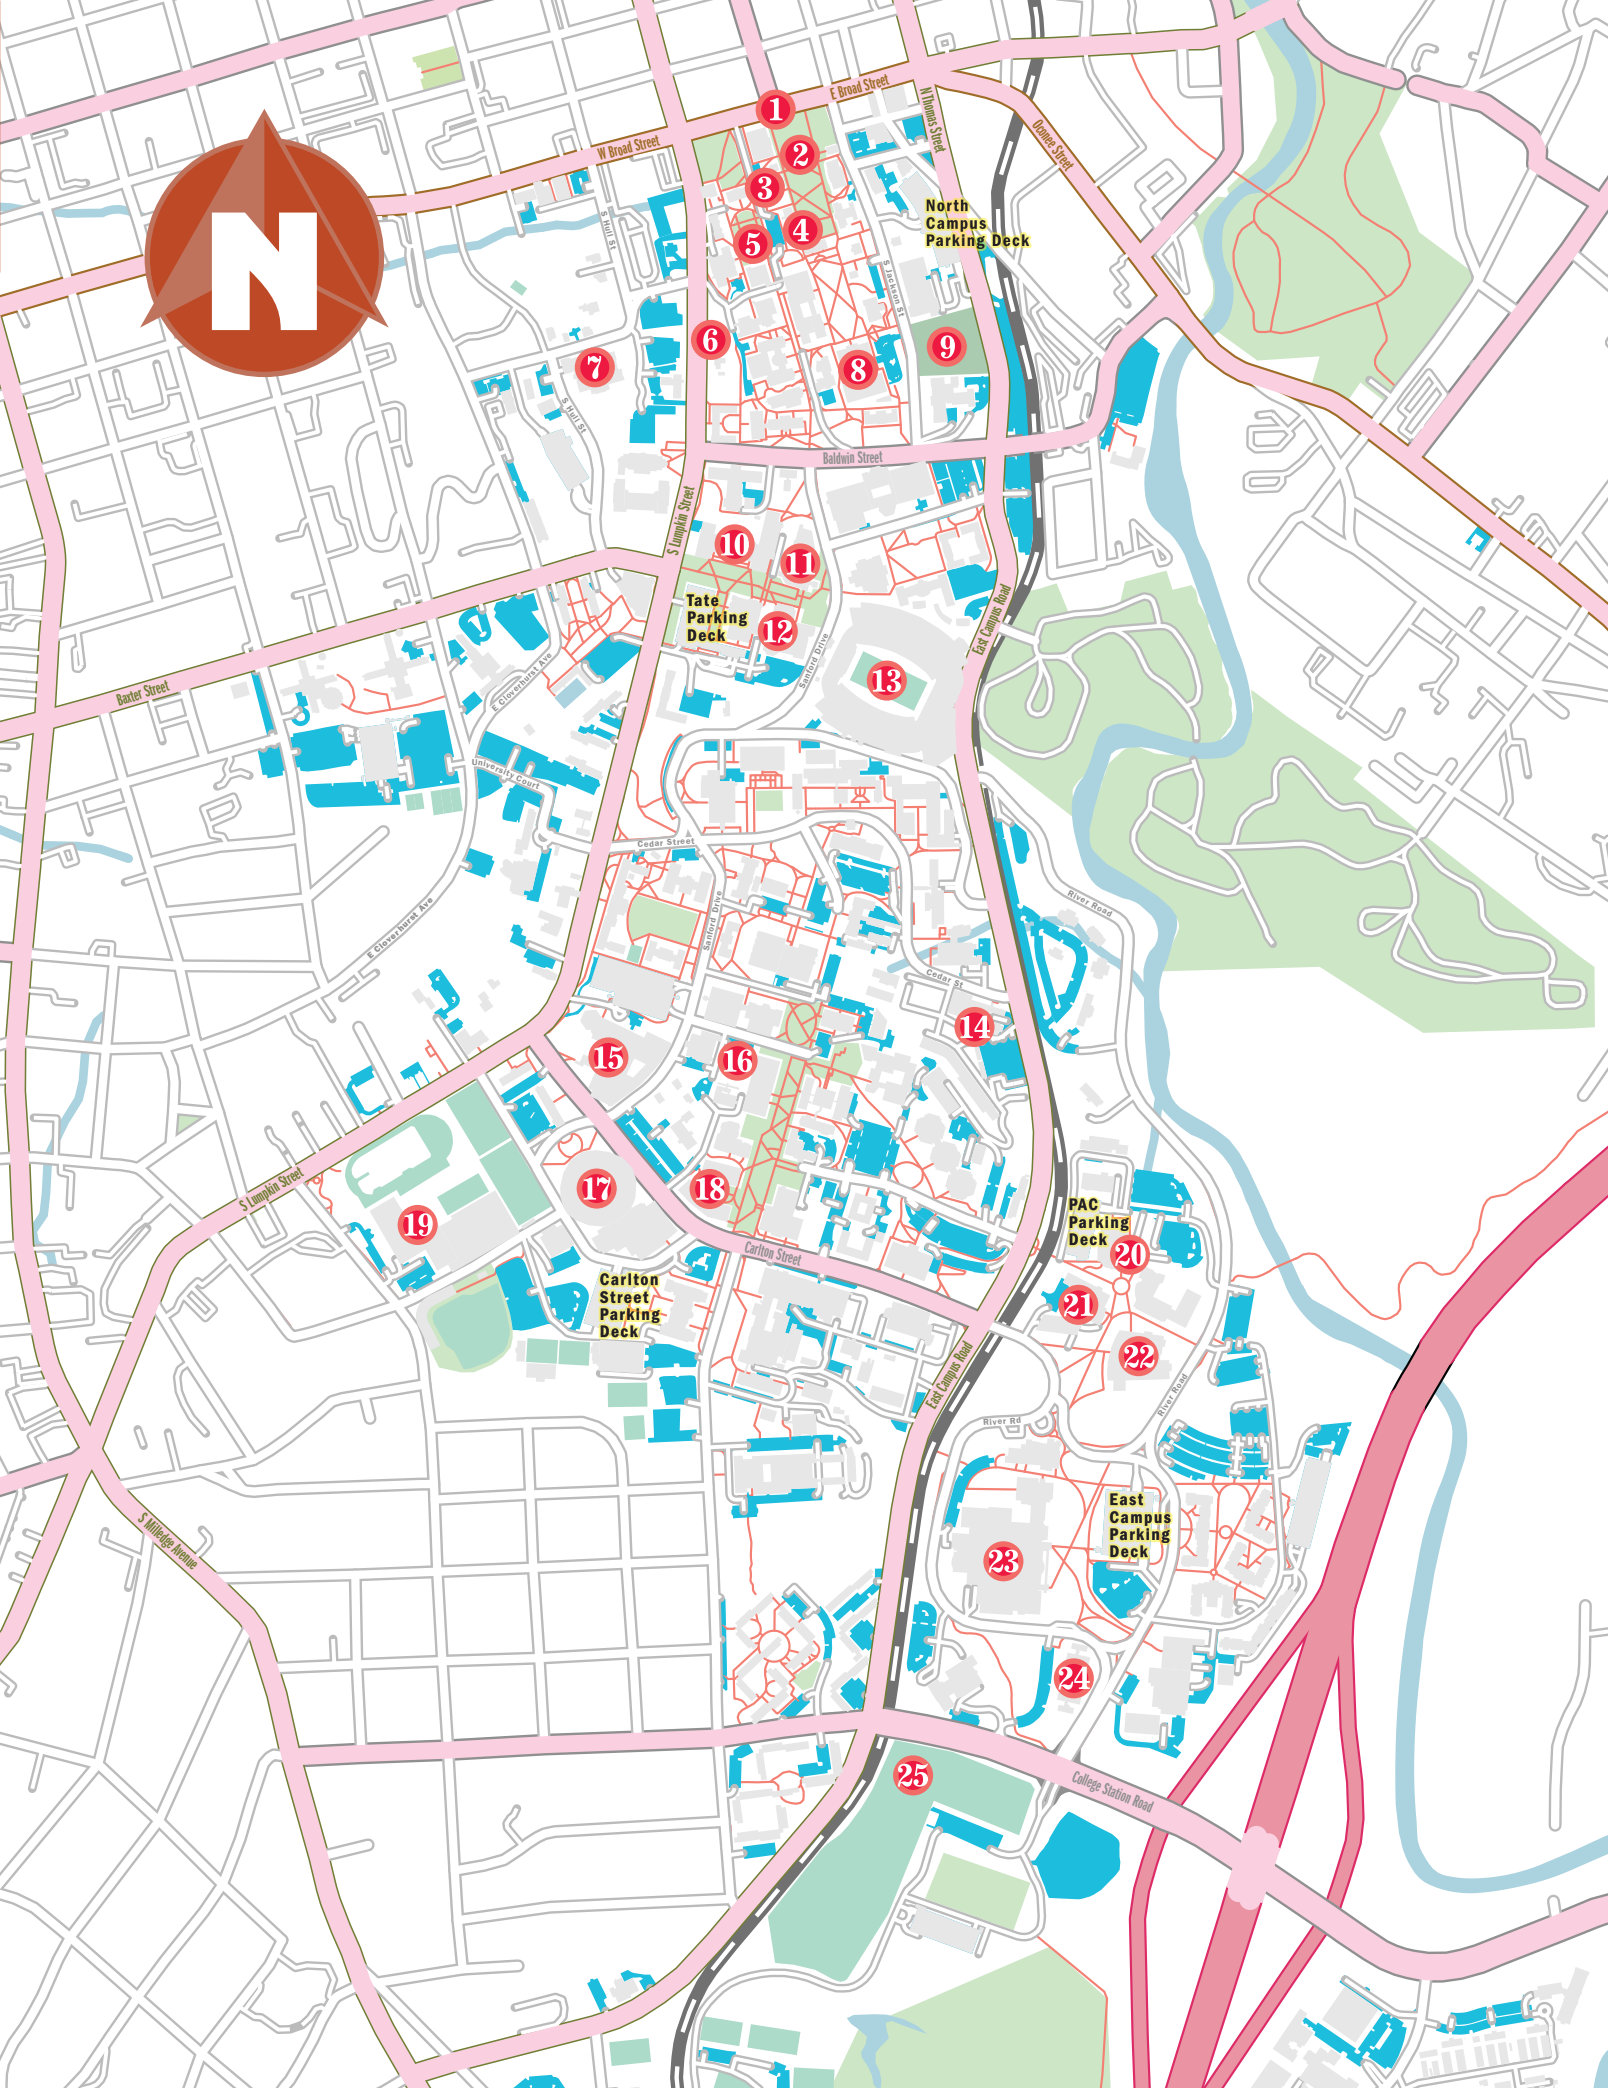 1
E Broad Street
N Thomas Street
W Broad Street
2
Oconee Street
3
North
Campus
Parking Deck
S Hull St
4
5
N
S Jackson St
6
9
7
8
S Hull St
Baldwin Street
S Lumpkin Street
10
11
Tate
Parking
Deck
12
East Campus Road
Sanford Drive
13
E Cloverhurst Ave
Baxter Street
University Court
Cedar Street
River Road
Sanford Drive
E Cloverhurst Ave
Cedar St
14
15
16
S Lumpkin Street
17
18
19
PAC
Parking
Deck
20
Carlton Street
Carlton
Street
Parking
Deck
21
22
East Campus Road
River Road
River Rd
East
Campus
Parking
Deck
S Milledge Avenue
23
24
25
College Station Road